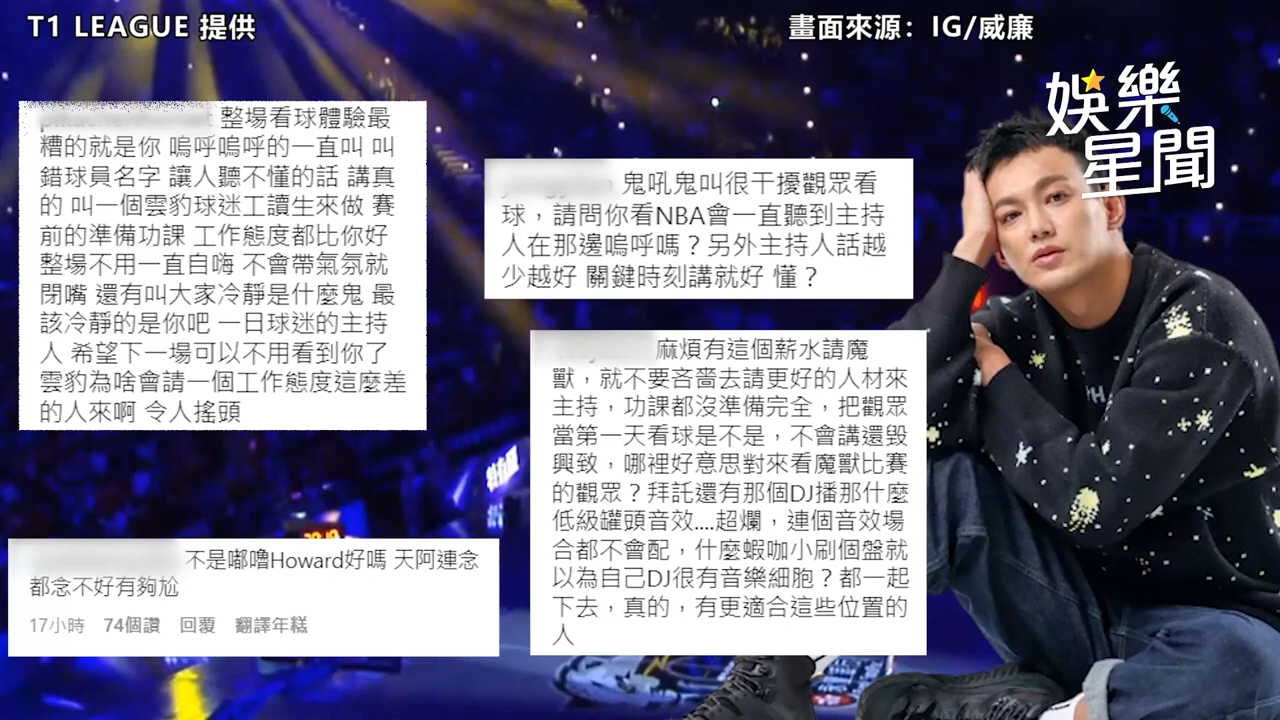 T1 LEAGUE 提供
畫面來源：IG/威廉
娛樂
星聞
整場看球體驗最
糟的就是你 嗚呼嗚呼的一直叫 叫
錯球員名字 讓人聽不懂的話 講真
的 叫一個雲豹球迷工讀生來做 賽
前的準備功課 工作態度都比你好
整場不用一直自嗨 不會帶氣氛就
閉嘴 還有叫大家冷靜是什麼鬼 最
該冷靜的是你吧 一日球迷的主持
人 希望下一場可以不用看到你了
雲豹為啥會請一個工作態度這麼差
的人來啊 令人搖頭
鬼吼鬼叫很干擾觀眾看
球，請問你看NBA會一直聽到主持
人在那邊嗚呼嗎？另外主持人話越
少越好 關鍵時刻講就好 懂？
麻煩有這個薪水請魔
獸，就不要吝嗇去請更好的人材來
主持，功課都沒準備完全，把觀眾
當第一天看球是不是，不會講還毀
興致，哪裡好意思對來看魔獸比賽
的觀眾？拜託還有那個DJ播那什麼
低級罐頭音效....超爛，連個音效場
合都不會配，什麼蝦咖小刷個盤就
以為自己DJ很有音樂細胞？都一起
下去，真的，有更適合這些位置的
人
不是嘟嚕Howard好嗎 天阿連念
都念不好有夠尬
17小時 74個讚 回覆 翻譯年糕